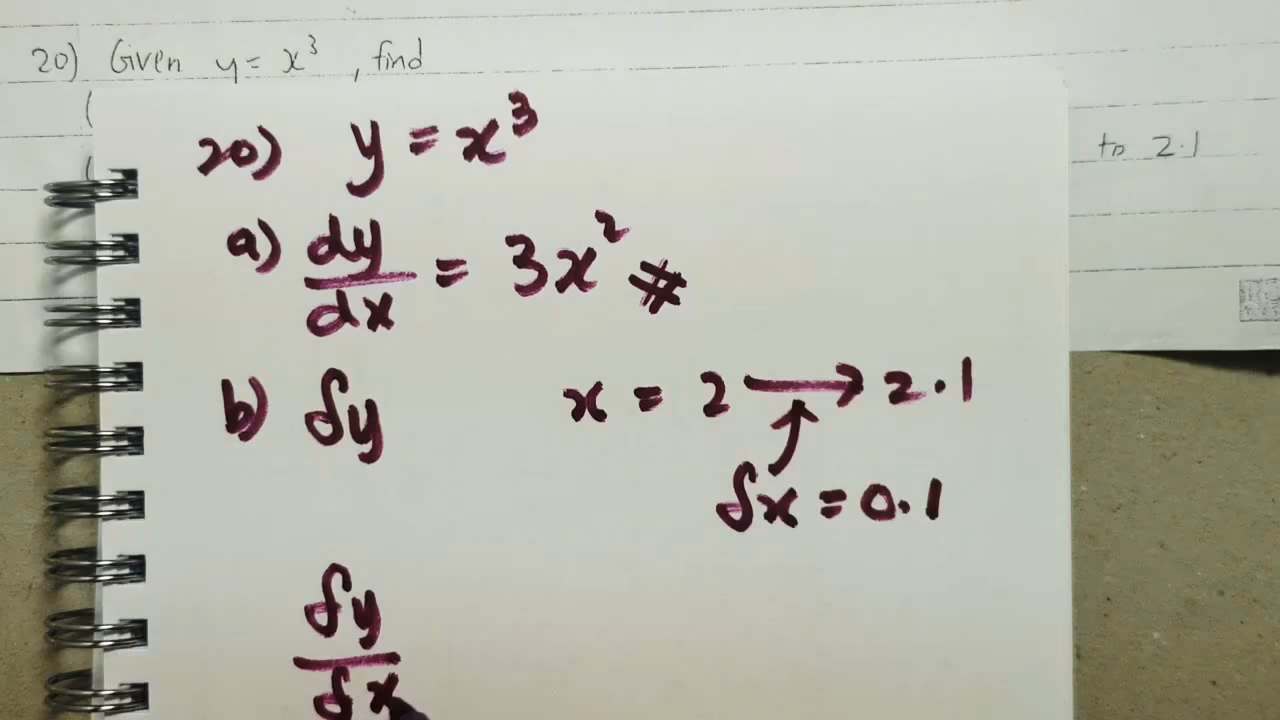 20) Given y = x³ , find
(
( to 2.1
20) y = x³
a) dy/dx = 3x² #
b) δy x = 2 → 2.1
δx = 0.1
δy/δx